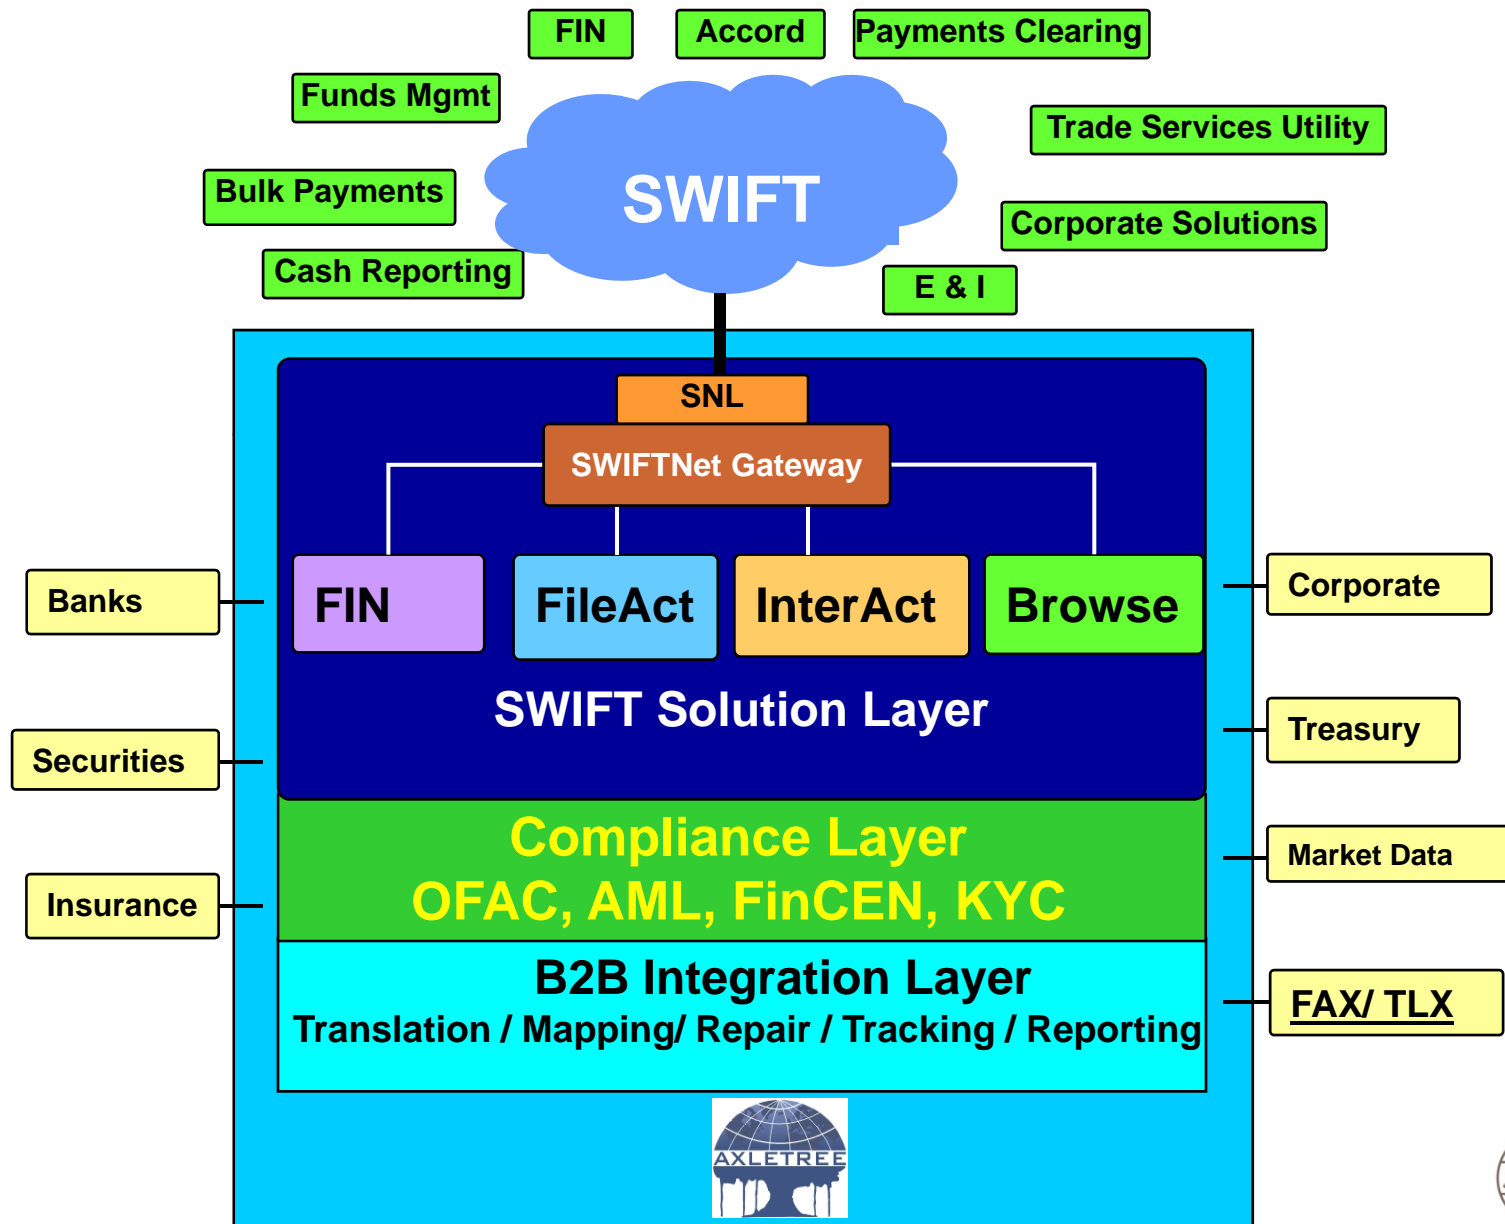 FIN
Accord
Payments Clearing
Funds Mgmt
Trade Services Utility
Bulk Payments
SWIFT
Corporate Solutions
Cash Reporting
E & I
SNL
SWIFTNet Gateway
Banks
FIN
FileAct
InterAct
Browse
Corporate
SWIFT Solution Layer
Securities
Treasury
Compliance Layer
OFAC, AML, FinCEN, KYC
Market Data
Insurance
B2B Integration Layer
Translation / Mapping/ Repair / Tracking / Reporting
FAX/ TLX
AXLETREE